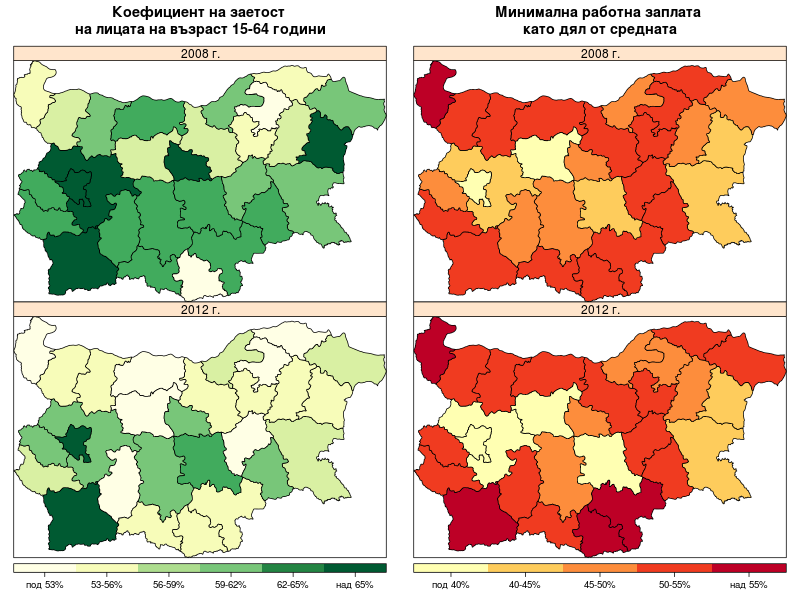 Коефициент на заетост
на лицата на възраст 15-64 години
Минимална работна заплата
като дял от средната
2008 г.
2008 г.
2012 г.
2012 г.
под 53% 53-56% 56-59% 59-62% 62-65% над 65%
под 40% 40-45% 45-50% 50-55% над 55%